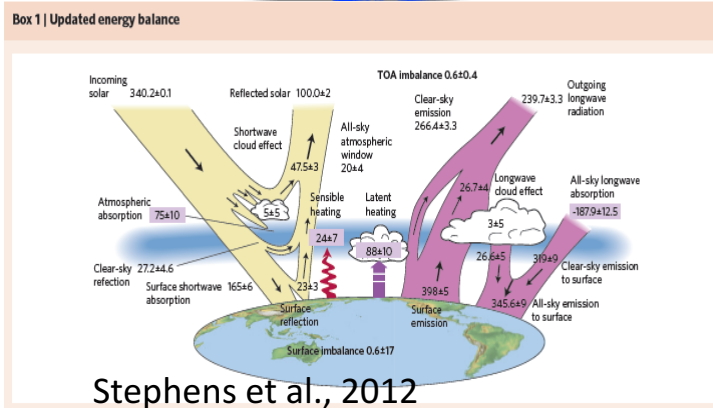 Box 1 | Updated energy balance
TOA imbalance 0.6±0.4
Incoming
solar 340.2±0.1
Reflected solar 100.0±2
Outgoing
239.7±3.3 longwave
radiation
Clear-sky
emission
266.4±3.3
Shortwave
cloud effect
47.5±3
All-sky
atmospheric
window
20±4
26.7±4
Longwave
cloud effect
All-sky longwave
absorption
-187.9±12.5
Atmospheric
absorption 75±10
5±5
Sensible
heating
24±7
Latent
heating
88±10
3±5
Clear-sky 27.2±4.6
refection
Surface shortwave 165±6
absorption
23±3
398±5
26.6±5
319±9
Clear-sky emission
to surface
345.6±9
All-sky emission
to surface
Surface
reflection
Surface
emission
Surface imbalance 0.6±17
Stephens et al., 2012